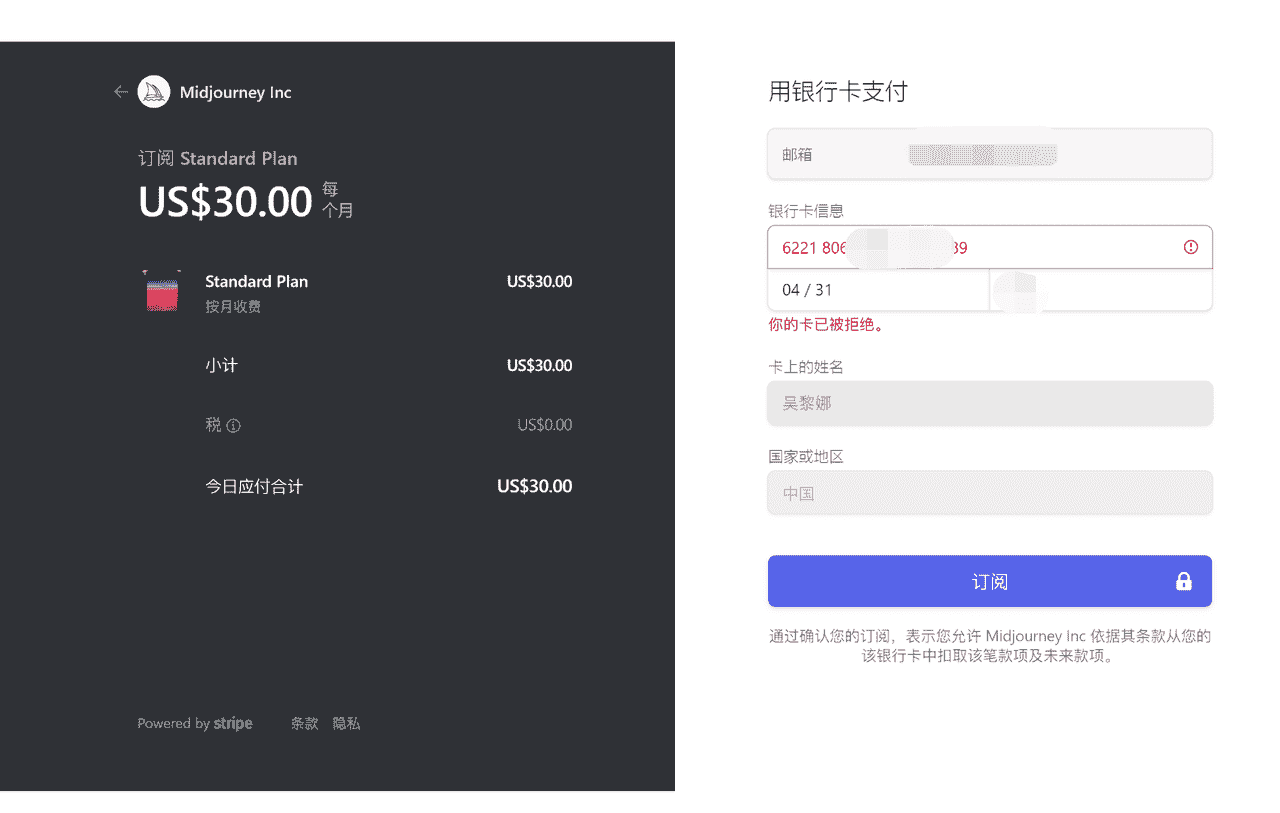 Midjourney Inc
订阅 Standard Plan
US$30.00 每
个月
Standard Plan US$30.00
按月收费
小计 US$30.00
税 US$0.00
今日应付合计 US$30.00
Powered by stripe 条款 隐私
用银行卡支付
邮箱
银行卡信息
6221 806 39
04 / 31
你的卡已被拒绝。
卡上的姓名
吴黎娜
国家或地区
中国
订阅
通过确认您的订阅，表示您允许 Midjourney Inc 依据其条款从您的
该银行卡中扣取该笔款项及未来款项。